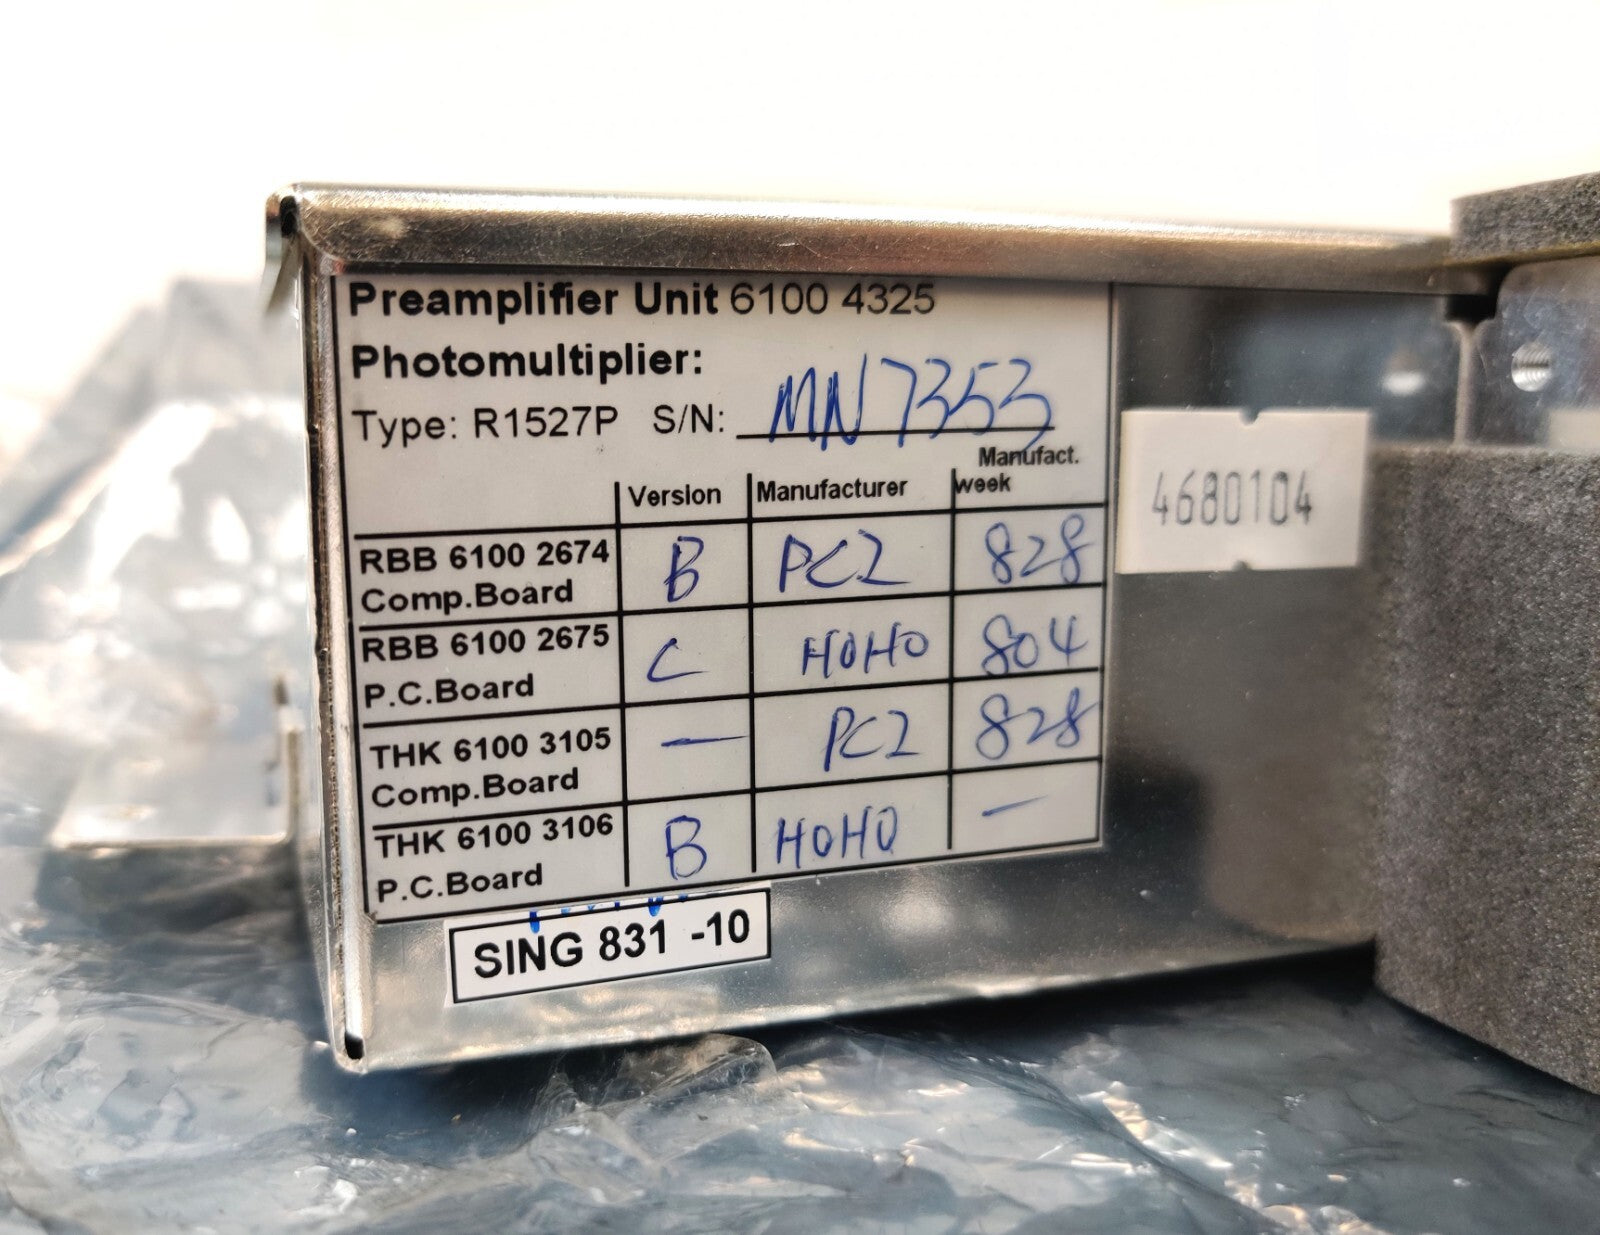 Preamplifier Unit 6100 4325
Photomultiplier:
Type: R1527P S/N: MN7353
Version Manufacturer Manufact. week
RBB 6100 2674 B PC2 828
Comp.Board
RBB 6100 2675 C HOHO 804
P.C.Board
THK 6100 3105 — PC2 828
Comp.Board
THK 6100 3106 B HOHO —
P.C.Board
SING 831 -10
4680104